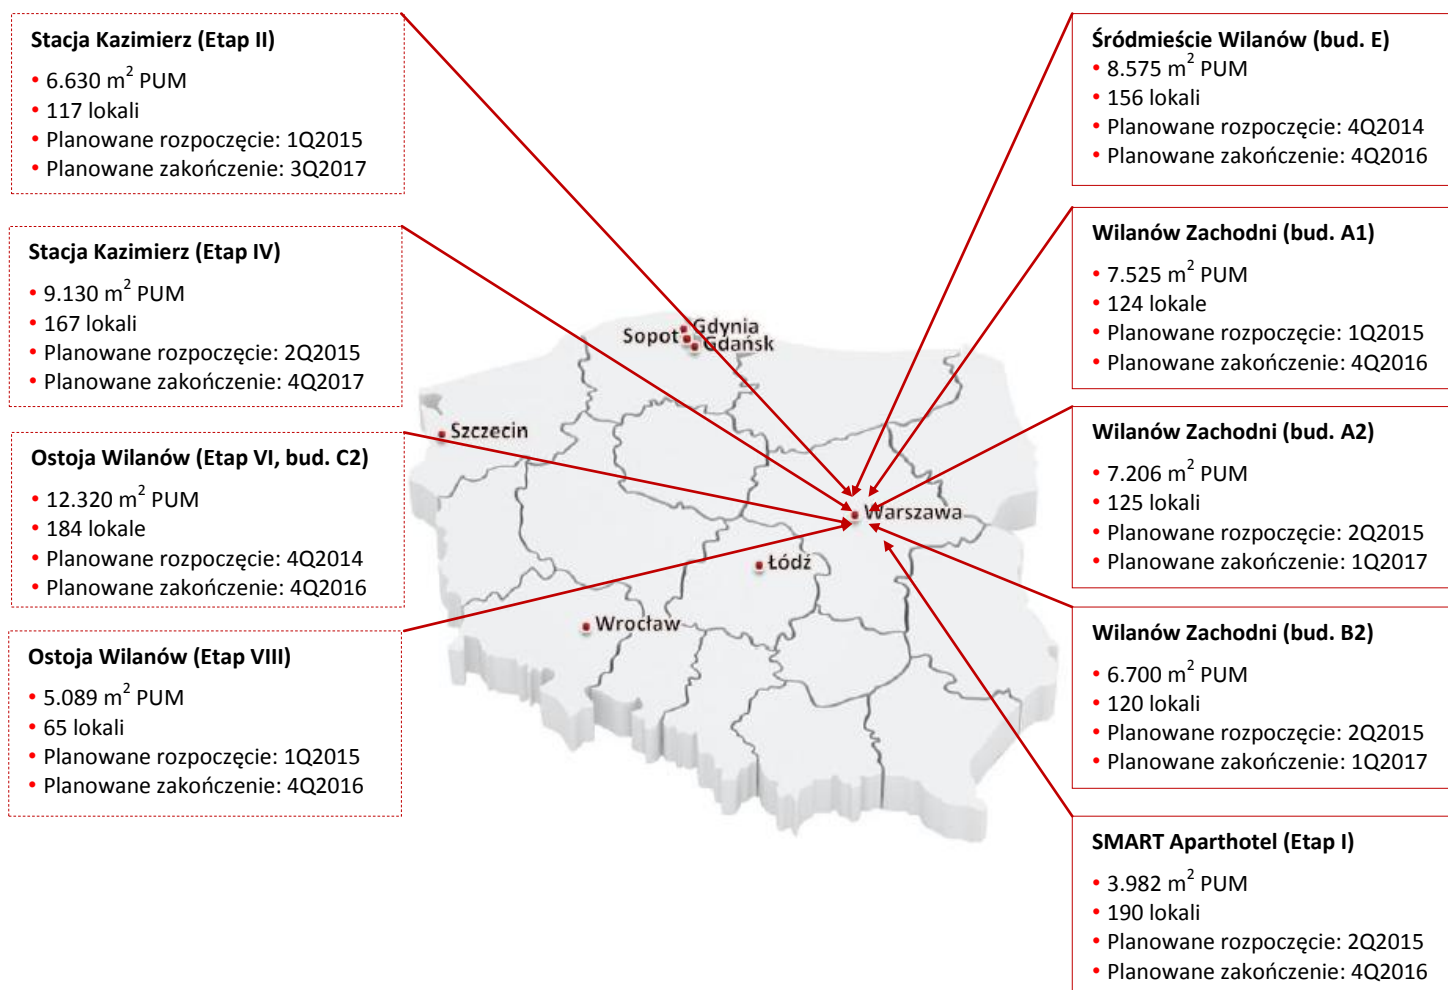 Stacja Kazimierz (Etap II)
• 6.630 m² PUM
• 117 lokali
• Planowane rozpoczęcie: 1Q2015
• Planowane zakończenie: 3Q2017
Stacja Kazimierz (Etap IV)
• 9.130 m² PUM
• 167 lokali
• Planowane rozpoczęcie: 2Q2015
• Planowane zakończenie: 4Q2017
Ostoja Wilanów (Etap VI, bud. C2)
• 12.320 m² PUM
• 184 lokale
• Planowane rozpoczęcie: 4Q2014
• Planowane zakończenie: 4Q2016
Ostoja Wilanów (Etap VIII)
• 5.089 m² PUM
• 65 lokali
• Planowane rozpoczęcie: 1Q2015
• Planowane zakończenie: 4Q2016
Gdynia
Sopot
Gdańsk
Szczecin
Warszawa
Łódź
Wrocław
Śródmieście Wilanów (bud. E)
• 8.575 m² PUM
• 156 lokali
• Planowane rozpoczęcie: 4Q2014
• Planowane zakończenie: 4Q2016
Wilanów Zachodni (bud. A1)
• 7.525 m² PUM
• 124 lokale
• Planowane rozpoczęcie: 1Q2015
• Planowane zakończenie: 4Q2016
Wilanów Zachodni (bud. A2)
• 7.206 m² PUM
• 125 lokali
• Planowane rozpoczęcie: 2Q2015
• Planowane zakończenie: 1Q2017
Wilanów Zachodni (bud. B2)
• 6.700 m² PUM
• 120 lokali
• Planowane rozpoczęcie: 2Q2015
• Planowane zakończenie: 1Q2017
SMART Aparthotel (Etap I)
• 3.982 m² PUM
• 190 lokali
• Planowane rozpoczęcie: 2Q2015
• Planowane zakończenie: 4Q2016